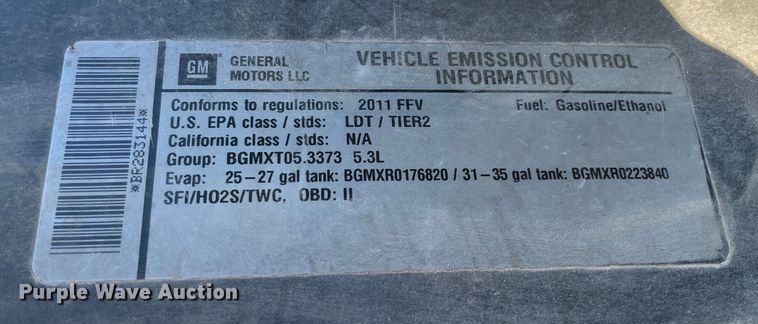 GM
GENERAL MOTORS LLC
VEHICLE EMISSION CONTROL INFORMATION
Conforms to regulations: 2011 FFV Fuel: Gasoline/Ethanol
U.S. EPA class / stds: LDT / TIER2
California class / stds: N/A
Group: BGMXT05.3373 5.3L
Evap: 25-27 gal tank: BGMXR0176820 / 31-35 gal tank: BGMXR0223840
SFI/HO2S/TWC, OBD: II
*BR283144*
Purple Wave Auction